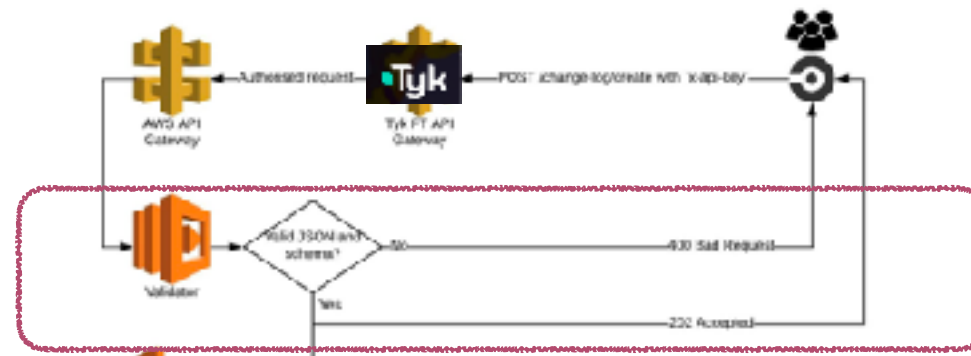 Authorised request
Tyk
POST /change-log/create with x-api-key
AWS API
Gateway
Tyk FT API
Gateway
Valid JSON and
schema?
No
400 Bad Request
Validator
Yes
202 Accepted